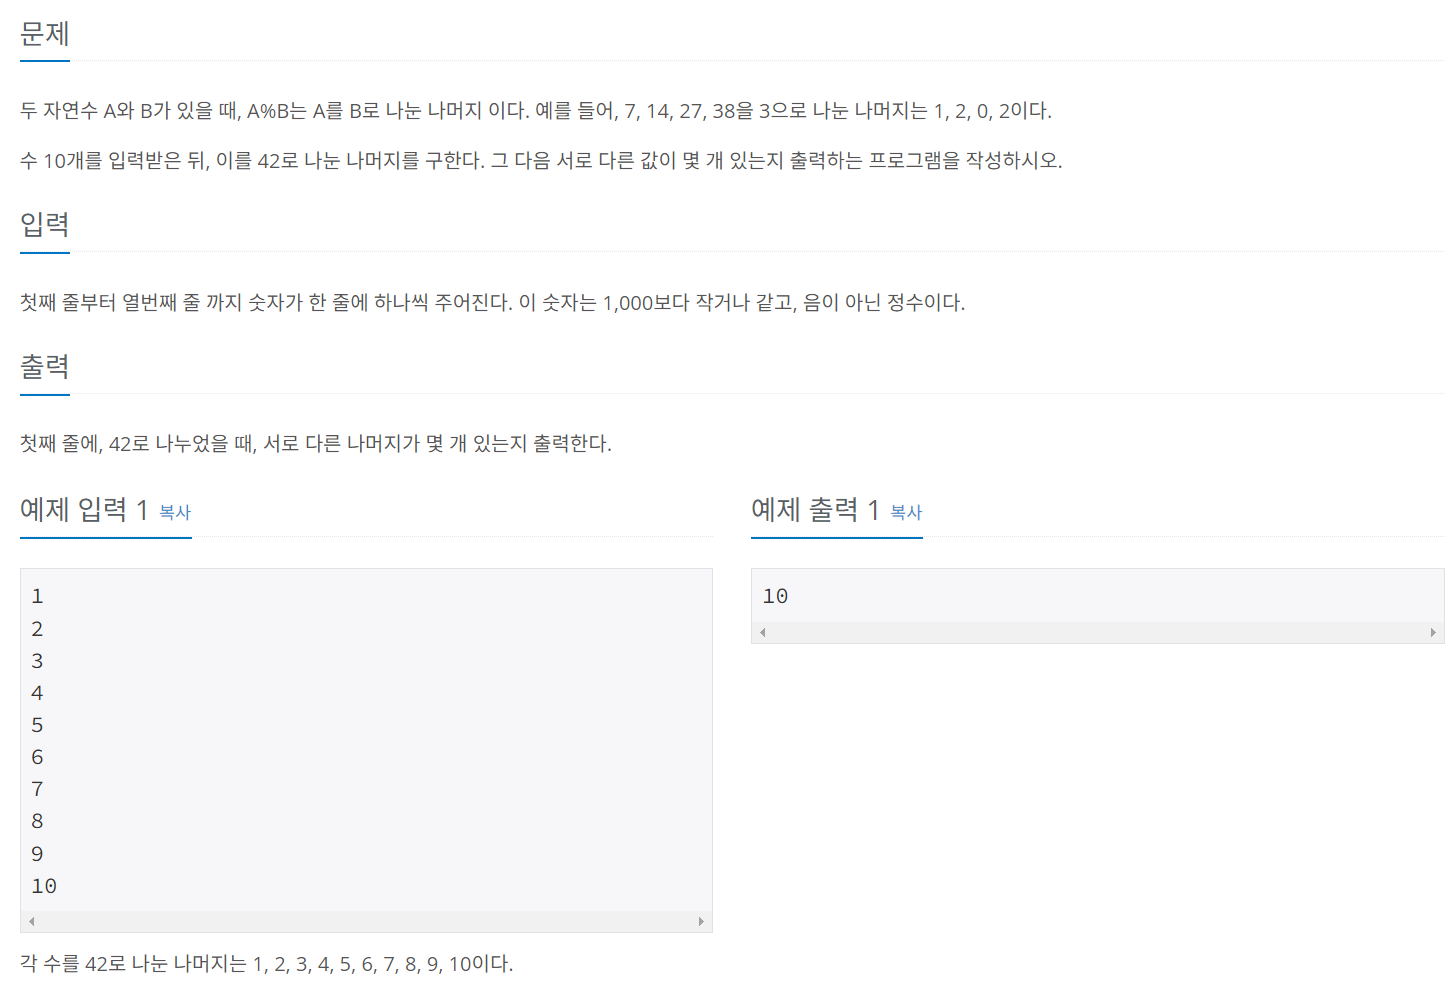 문제
두 자연수 A와 B가 있을 때, A%B는 A를 B로 나눈 나머지 이다. 예를 들어, 7, 14, 27, 38을 3으로 나눈 나머지는 1, 2, 0, 2이다.
수 10개를 입력받은 뒤, 이를 42로 나눈 나머지를 구한다. 그 다음 서로 다른 값이 몇 개 있는지 출력하는 프로그램을 작성하시오.
입력
첫째 줄부터 열번째 줄 까지 숫자가 한 줄에 하나씩 주어진다. 이 숫자는 1,000보다 작거나 같고, 음이 아닌 정수이다.
출력
첫째 줄에, 42로 나누었을 때, 서로 다른 나머지가 몇 개 있는지 출력한다.
예제 입력 1 복사
1
2
3
4
5
6
7
8
9
10
예제 출력 1 복사
10
각 수를 42로 나눈 나머지는 1, 2, 3, 4, 5, 6, 7, 8, 9, 10이다.